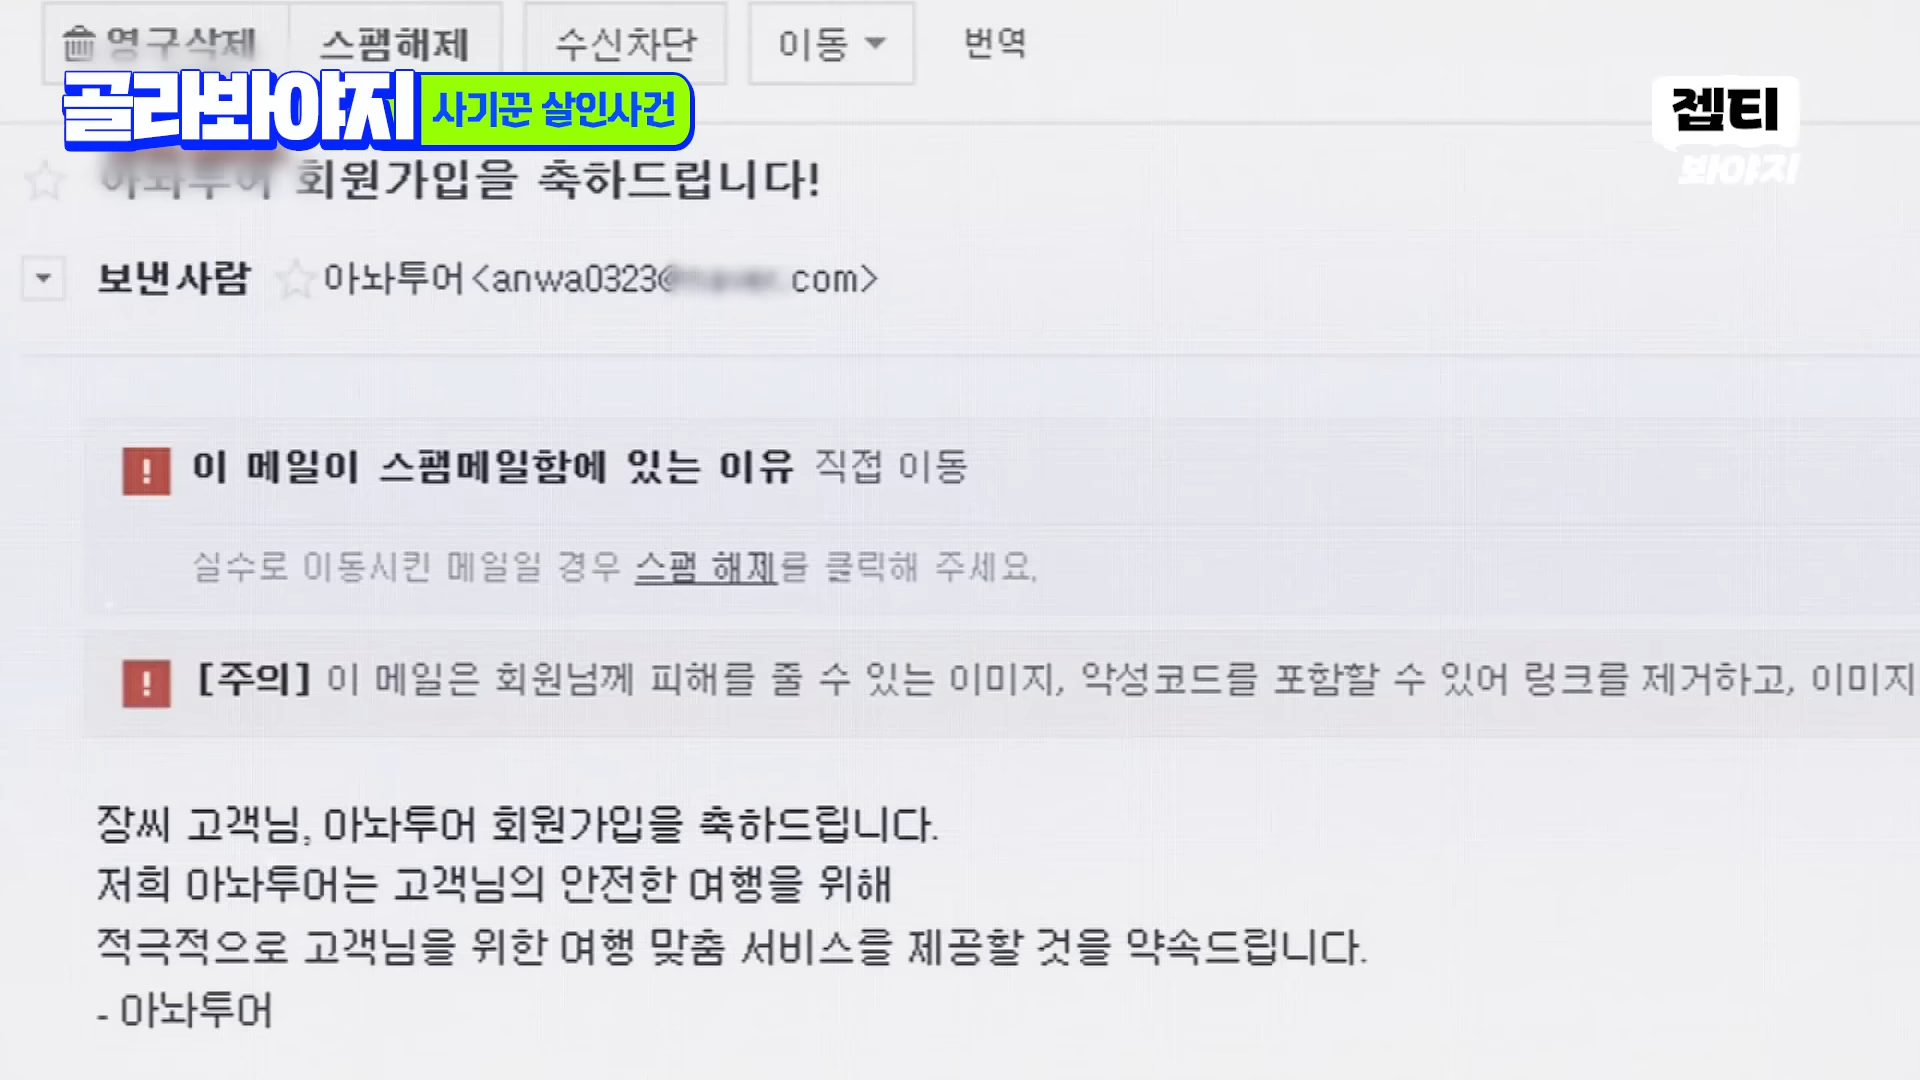 영구삭제 스팸해제 수신차단 이동 번역
골라봐야지 사기꾼 살인사건
젭티
봐야지
아놔투어 회원가입을 축하드립니다!
보낸사람 아놔투어<anwa0323@ .com>
이 메일이 스팸메일함에 있는 이유 직접 이동
실수로 이동시킨 메일일 경우 스팸 해제를 클릭해 주세요.
[주의] 이 메일은 회원님께 피해를 줄 수 있는 이미지, 악성코드를 포함할 수 있어 링크를 제거하고, 이미지
장씨 고객님, 아놔투어 회원가입을 축하드립니다.
저희 아놔투어는 고객님의 안전한 여행을 위해
적극적으로 고객님을 위한 여행 맞춤 서비스를 제공할 것을 약속드립니다.
- 아놔투어